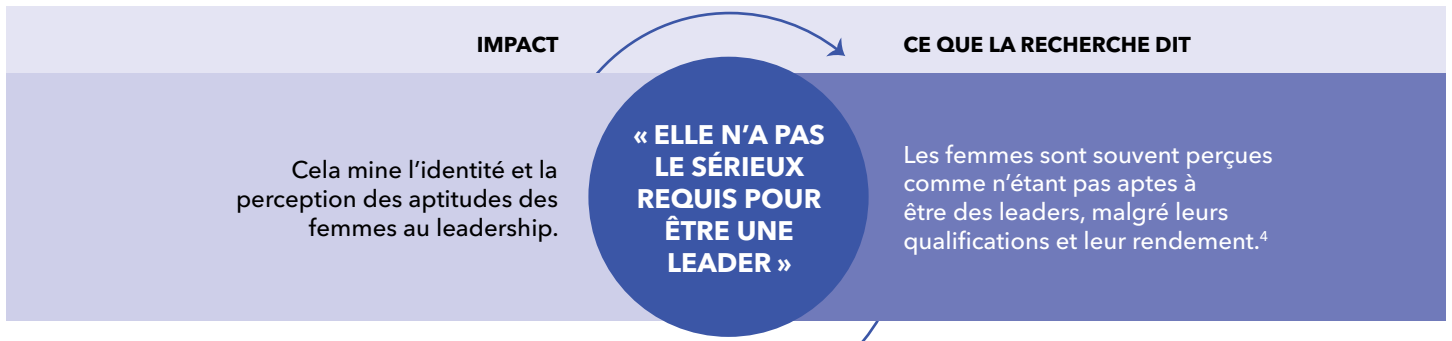 IMPACT
CE QUE LA RECHERCHE DIT
Cela mine l’identité et la
perception des aptitudes des
femmes au leadership.
« ELLE N’A PAS
LE SÉRIEUX
REQUIS POUR
ÊTRE UNE
LEADER »
Les femmes sont souvent perçues
comme n’étant pas aptes à
être des leaders, malgré leurs
qualifications et leur rendement.⁴